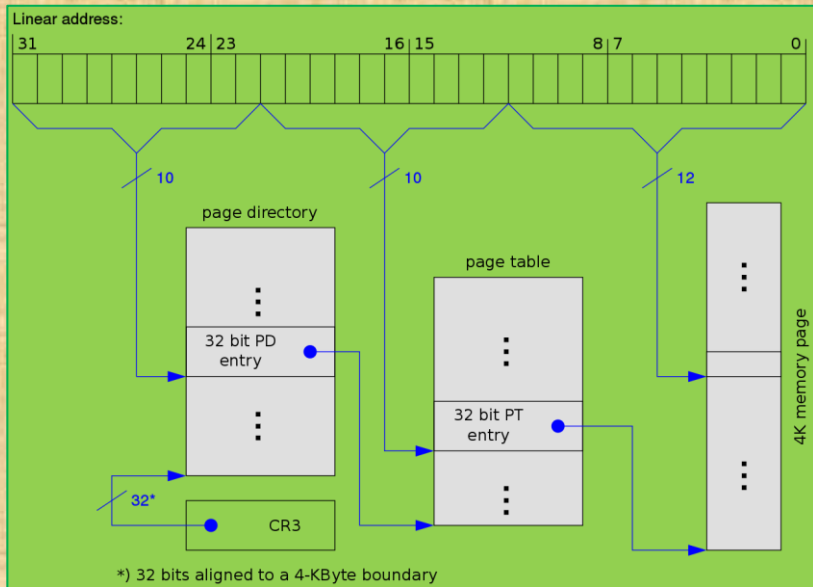 Linear address:
31 24 23 16 15 8 7 0
10 10 12
page directory
page table
32 bit PD
entry
32 bit PT
entry
4K memory page
32*
CR3
*) 32 bits aligned to a 4-KByte boundary